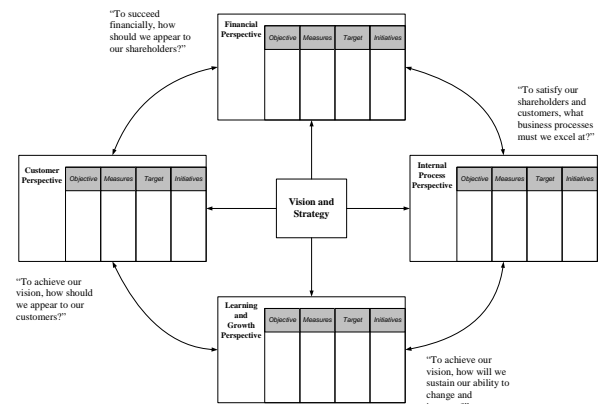 “To succeed
financially, how
should we appear to
our shareholders?”
Financial
Perspective
Objective Measures Target Initiatives
“To satisfy our
shareholders and
customers, what
business processes
must we excel at?”
Customer
Perspective
Objective Measures Target Initiatives
Vision and
Strategy
Internal
Process
Perspective
Objective Measures Target Initiatives
“To achieve our
vision, how should
we appear to our
customers?”
Learning
and
Growth
Perspective
Objective Measures Target Initiatives
“To achieve our
vision, how will we
sustain our ability to
change and